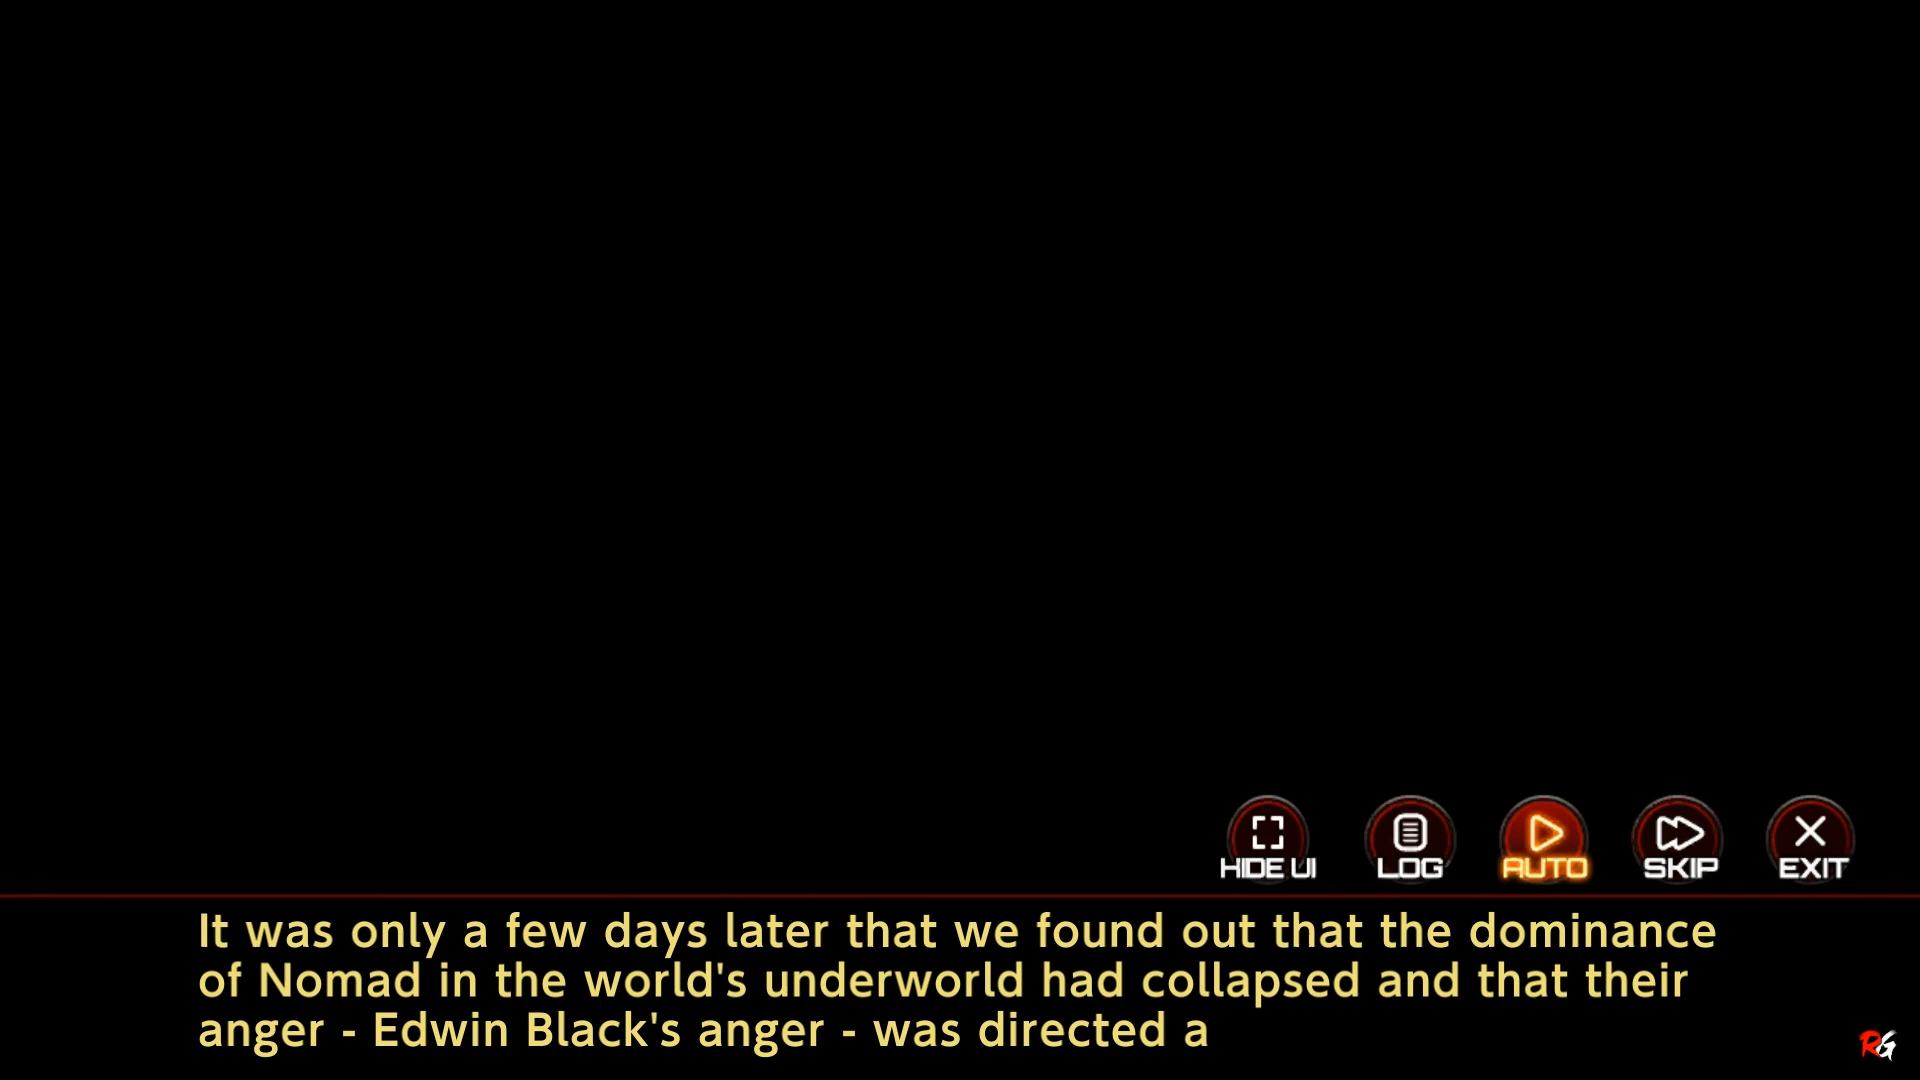 HIDE UI LOG AUTO SKIP EXIT
It was only a few days later that we found out that the dominance
of Nomad in the world's underworld had collapsed and that their
anger - Edwin Black's anger - was directed a
RG